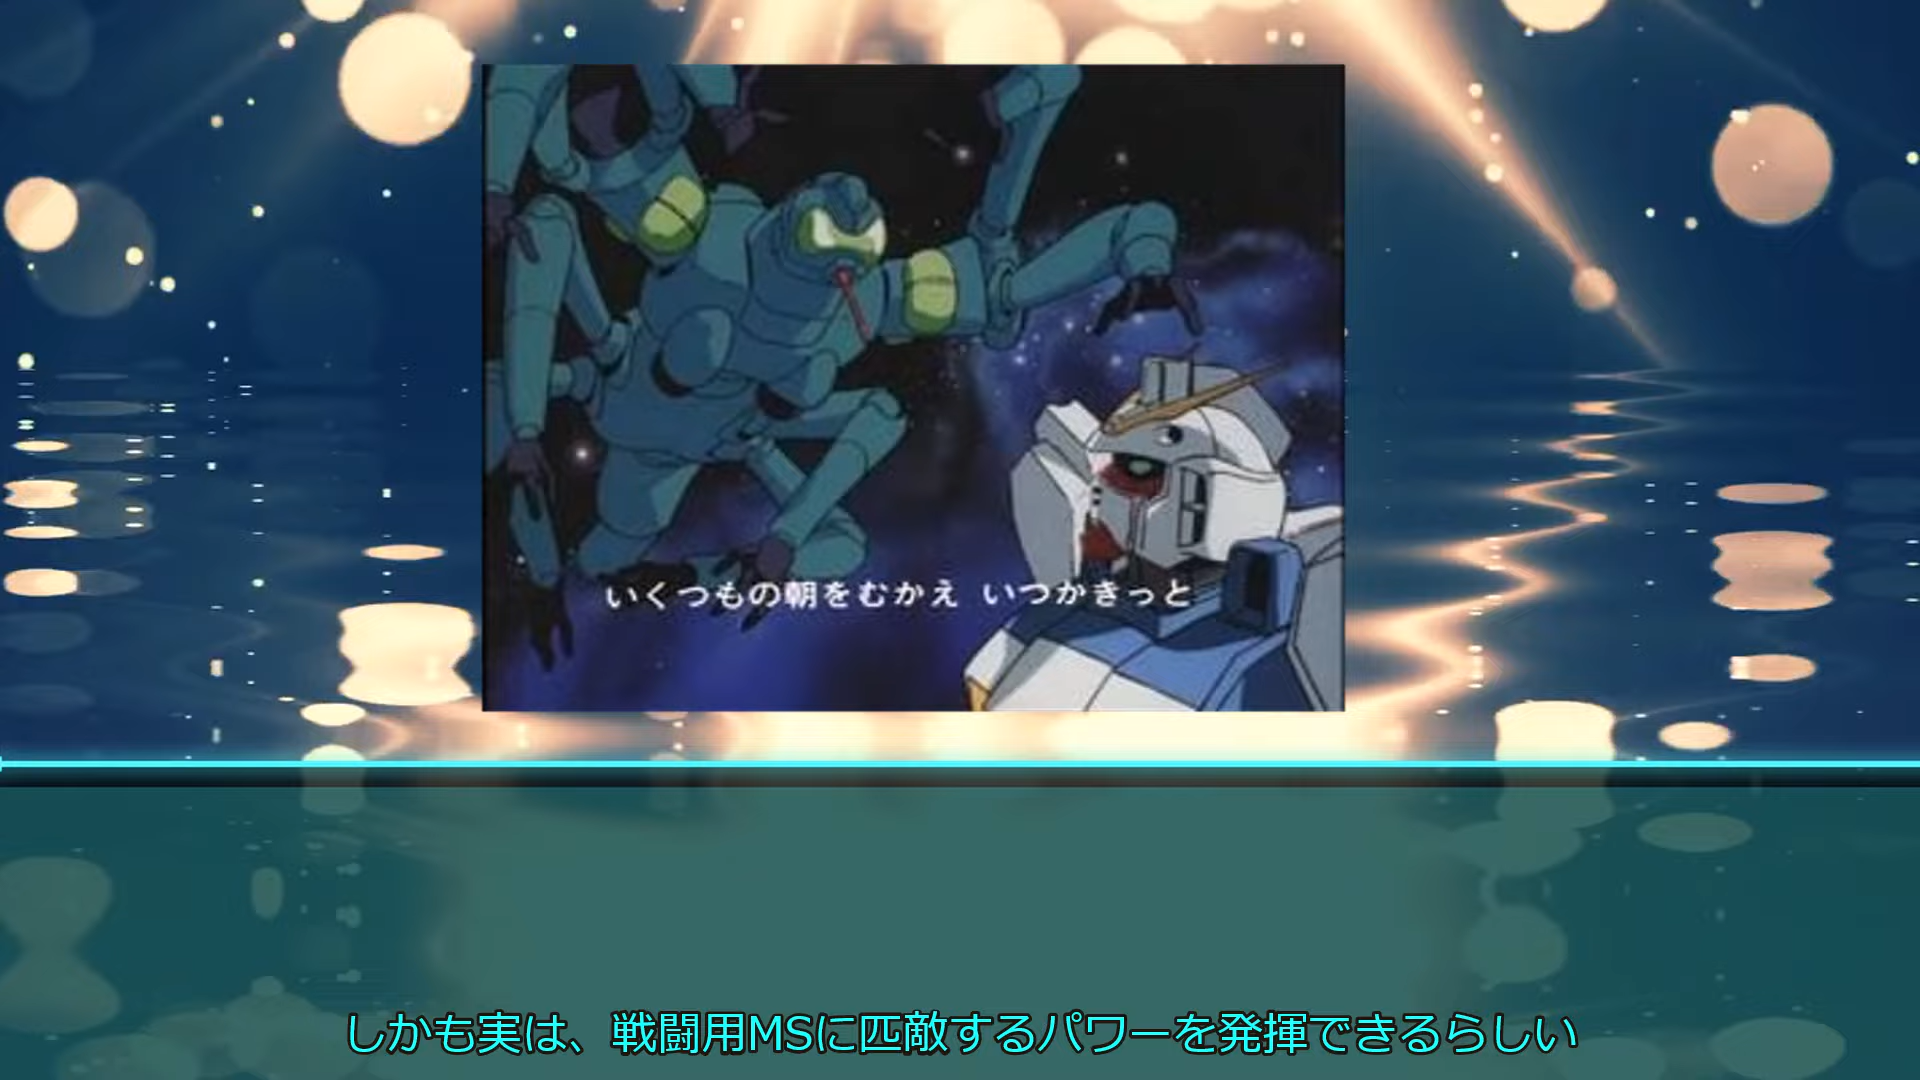 いくつもの朝をむかえ いつかきっと
しかも実は、戦闘用MSに匹敵するパワーを発揮できるらしい